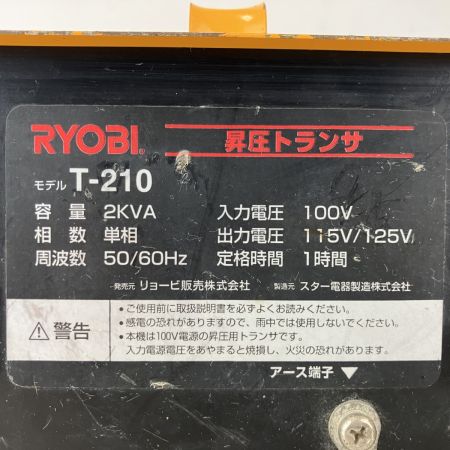 RYOBI 昇圧トランサ
モデル T-210
容量 2KVA 入力電圧 100V
相数 単相 出力電圧 115V/125V
周波数 50/60Hz 定格時間 1時間
発売元 リョービ販売株式会社 製造元 スター電器製造株式会社
警告
・ご使用前に取扱説明書を必ずよくお読みください。
・感電の恐れがありますので、雨中では使用しないでください。
・本機は100V電源の昇圧用トランサです。
入力電源電圧をあやまると焼損し、火災の恐れがあります。
アース端子 ▼